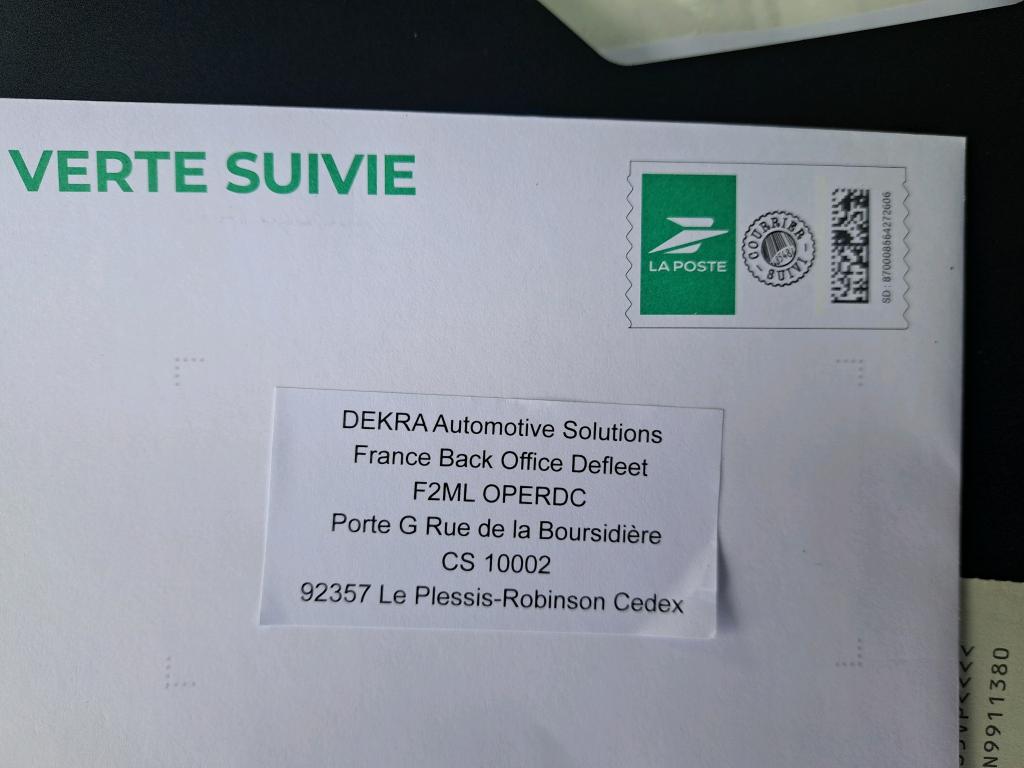 VERTE SUIVIE
LA POSTE
COURRIER
SUIVI
SD : 870008664272606
DEKRA Automotive Solutions
France Back Office Defleet
F2ML OPERDC
Porte G Rue de la Boursidière
CS 10002
92357 Le Plessis-Robinson Cedex
N9911380